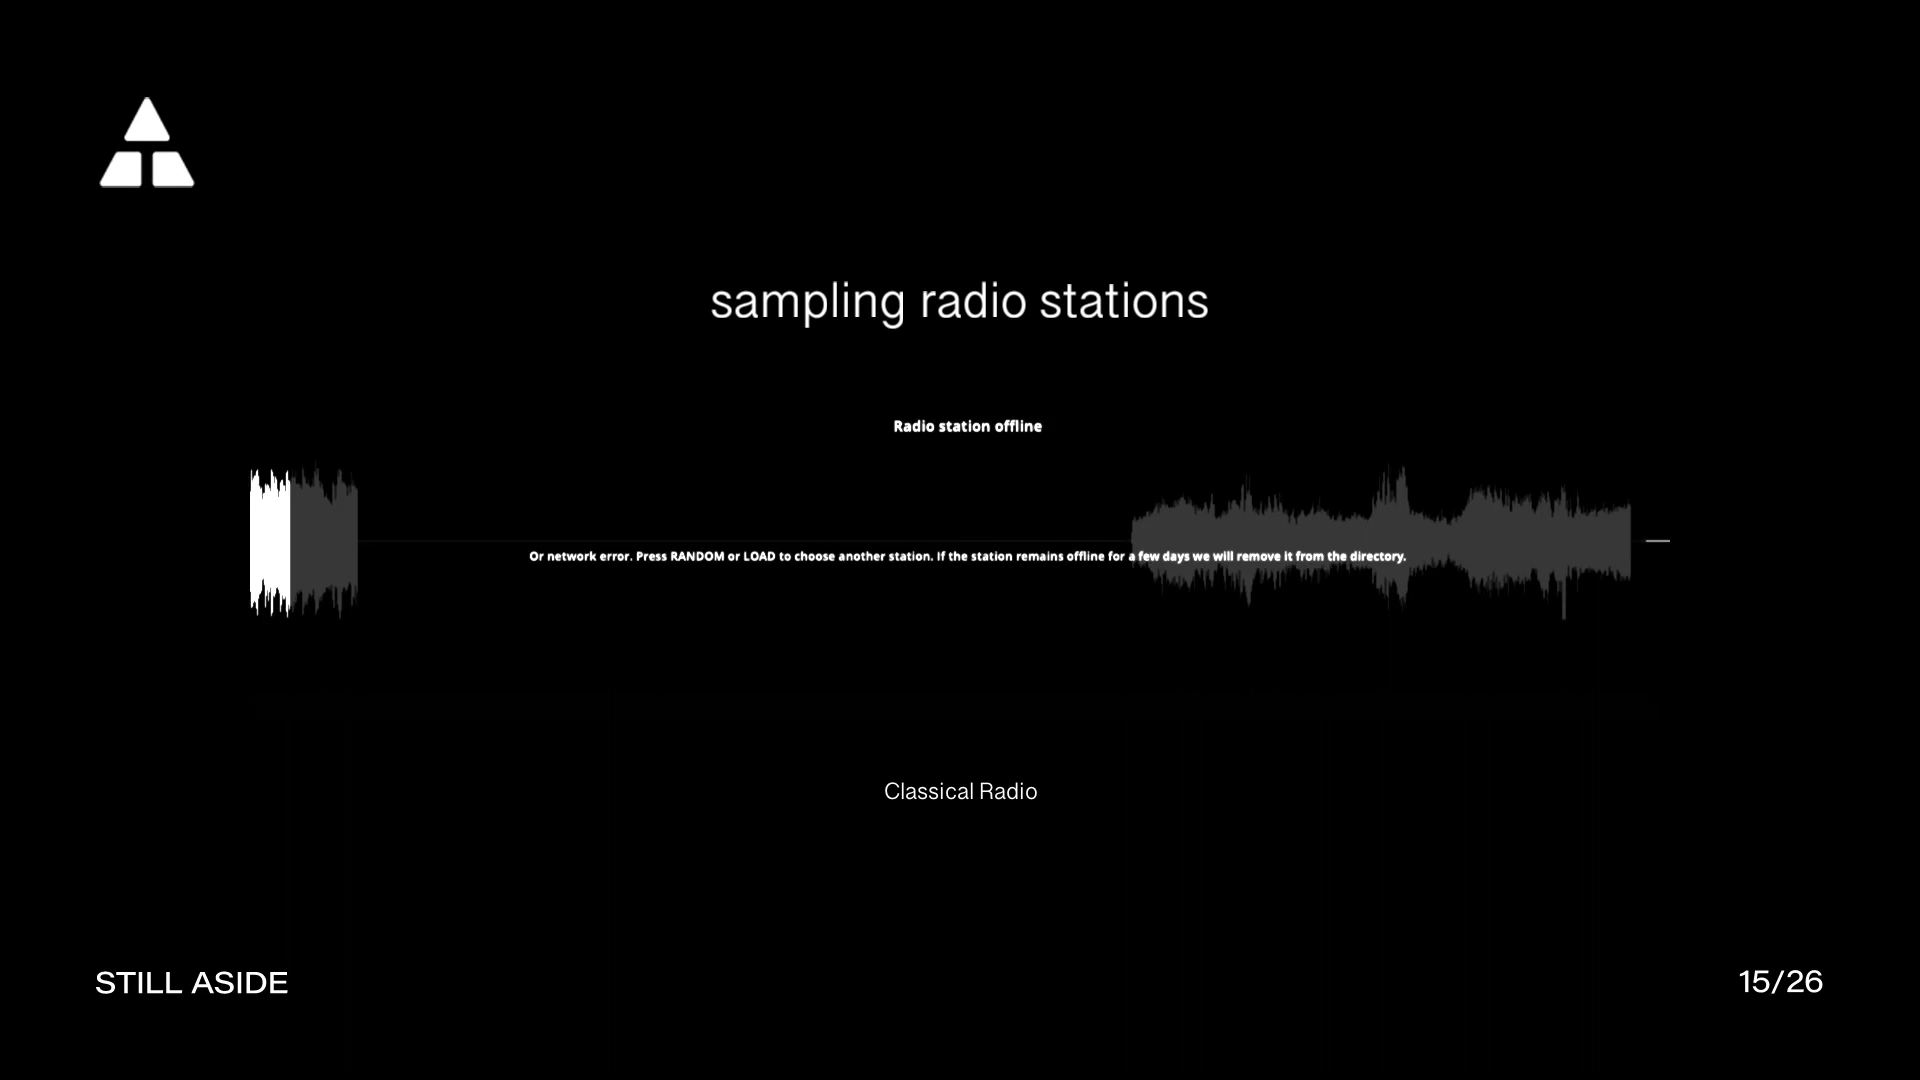 sampling radio stations
Radio station offline
Or network error. Press RANDOM or LOAD to choose another station. If the station remains offline for a few days we will remove it from the directory.
Classical Radio
STILL ASIDE
15/26